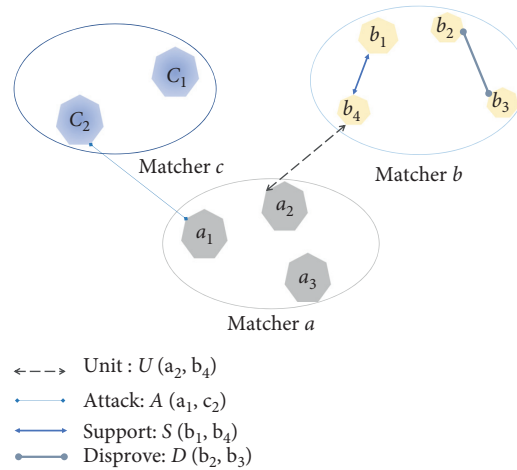 C₁
C₂
Matcher c
b₁
b₂
b₄
b₃
Matcher b
a₁
a₂
a₃
Matcher a
Unit : U (a₂, b₄)
Attack: A (a₁, c₂)
Support: S (b₁, b₄)
Disprove: D (b₂, b₃)